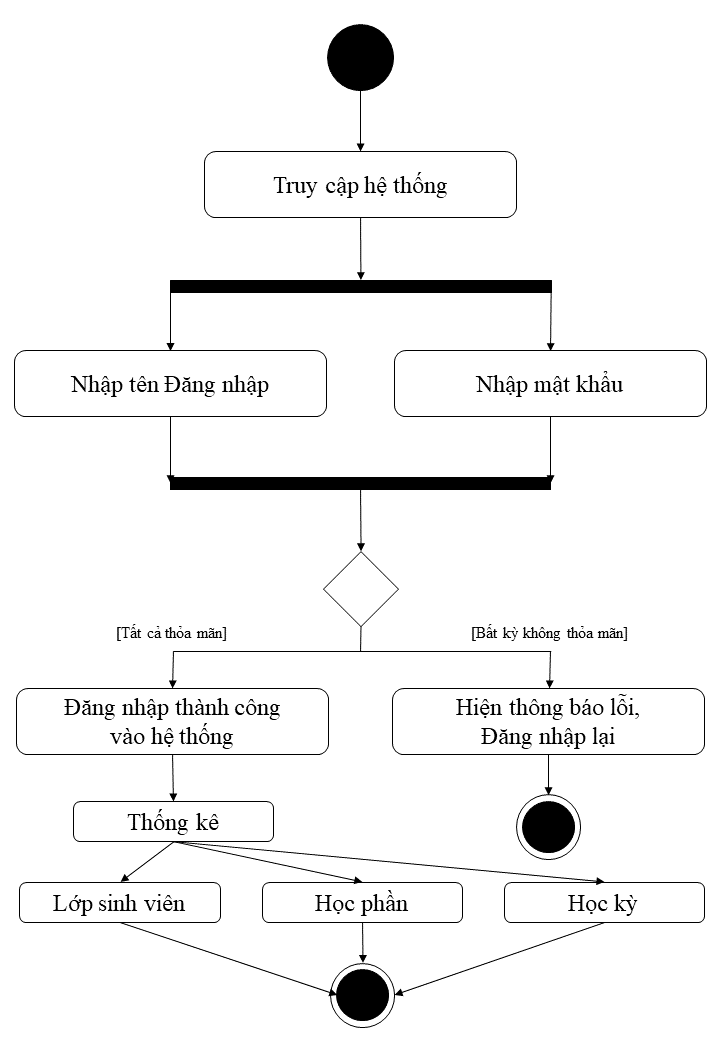 Truy cập hệ thống
Nhập tên Đăng nhập
Nhập mật khẩu
[Tất cả thỏa mãn]
[Bất kỳ không thỏa mãn]
Đăng nhập thành công
vào hệ thống
Hiện thông báo lỗi,
Đăng nhập lại
Thống kê
Lớp sinh viên
Học phần
Học kỳ